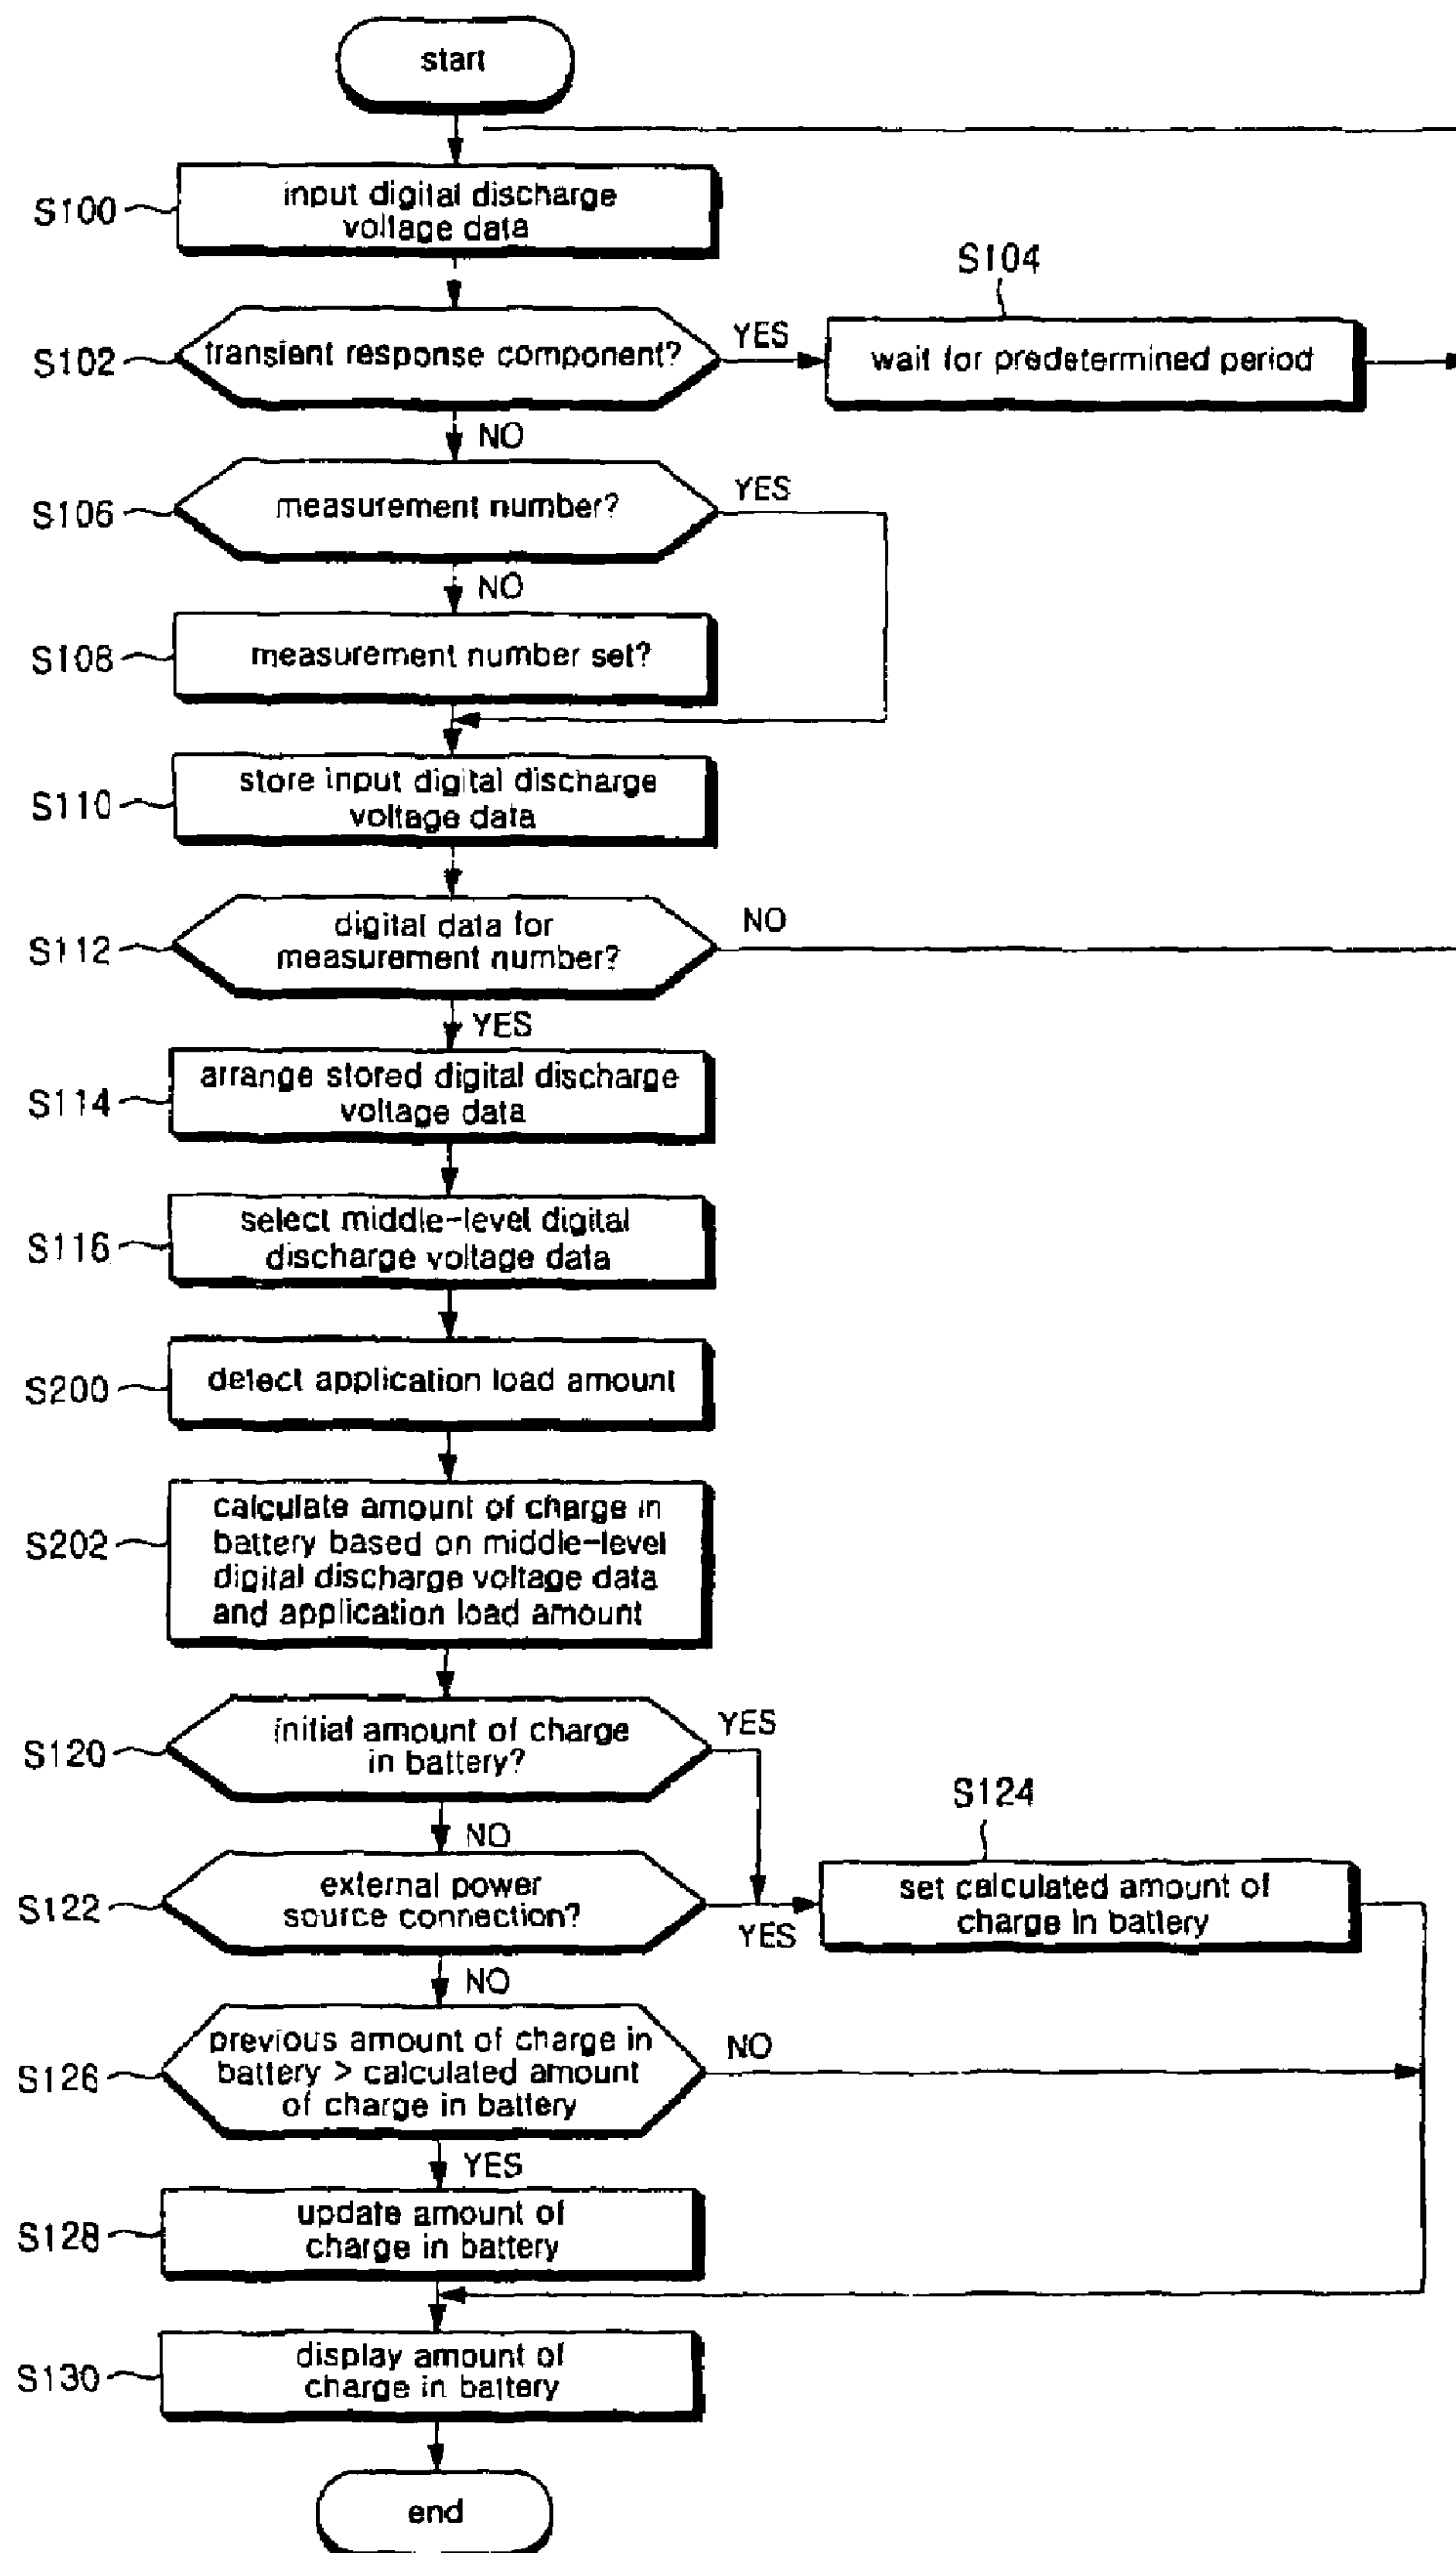 start
S100
input digital discharge
voltage data
S102
transient response component?
YES
S104
wait for predetermined period
NO
S106
measurement number?
YES
NO
S108
measurement number set?
S110
store input digital discharge
voltage data
S112
digital data for
measurement number?
NO
YES
S114
arrange stored digital discharge
voltage data
S116
select middle-level digital
discharge voltage data
S200
detect application load amount
S202
calculate amount of charge in
battery based on middle-level
digital discharge voltage data
and application load amount
S120
initial amount of charge
in battery?
YES
NO
S122
external power
source connection?
YES
S124
set calculated amount of
charge in battery
NO
S126
previous amount of charge in
battery > calculated amount
of charge in battery
NO
YES
S128
update amount of
charge in battery
S130
display amount of
charge in battery
end